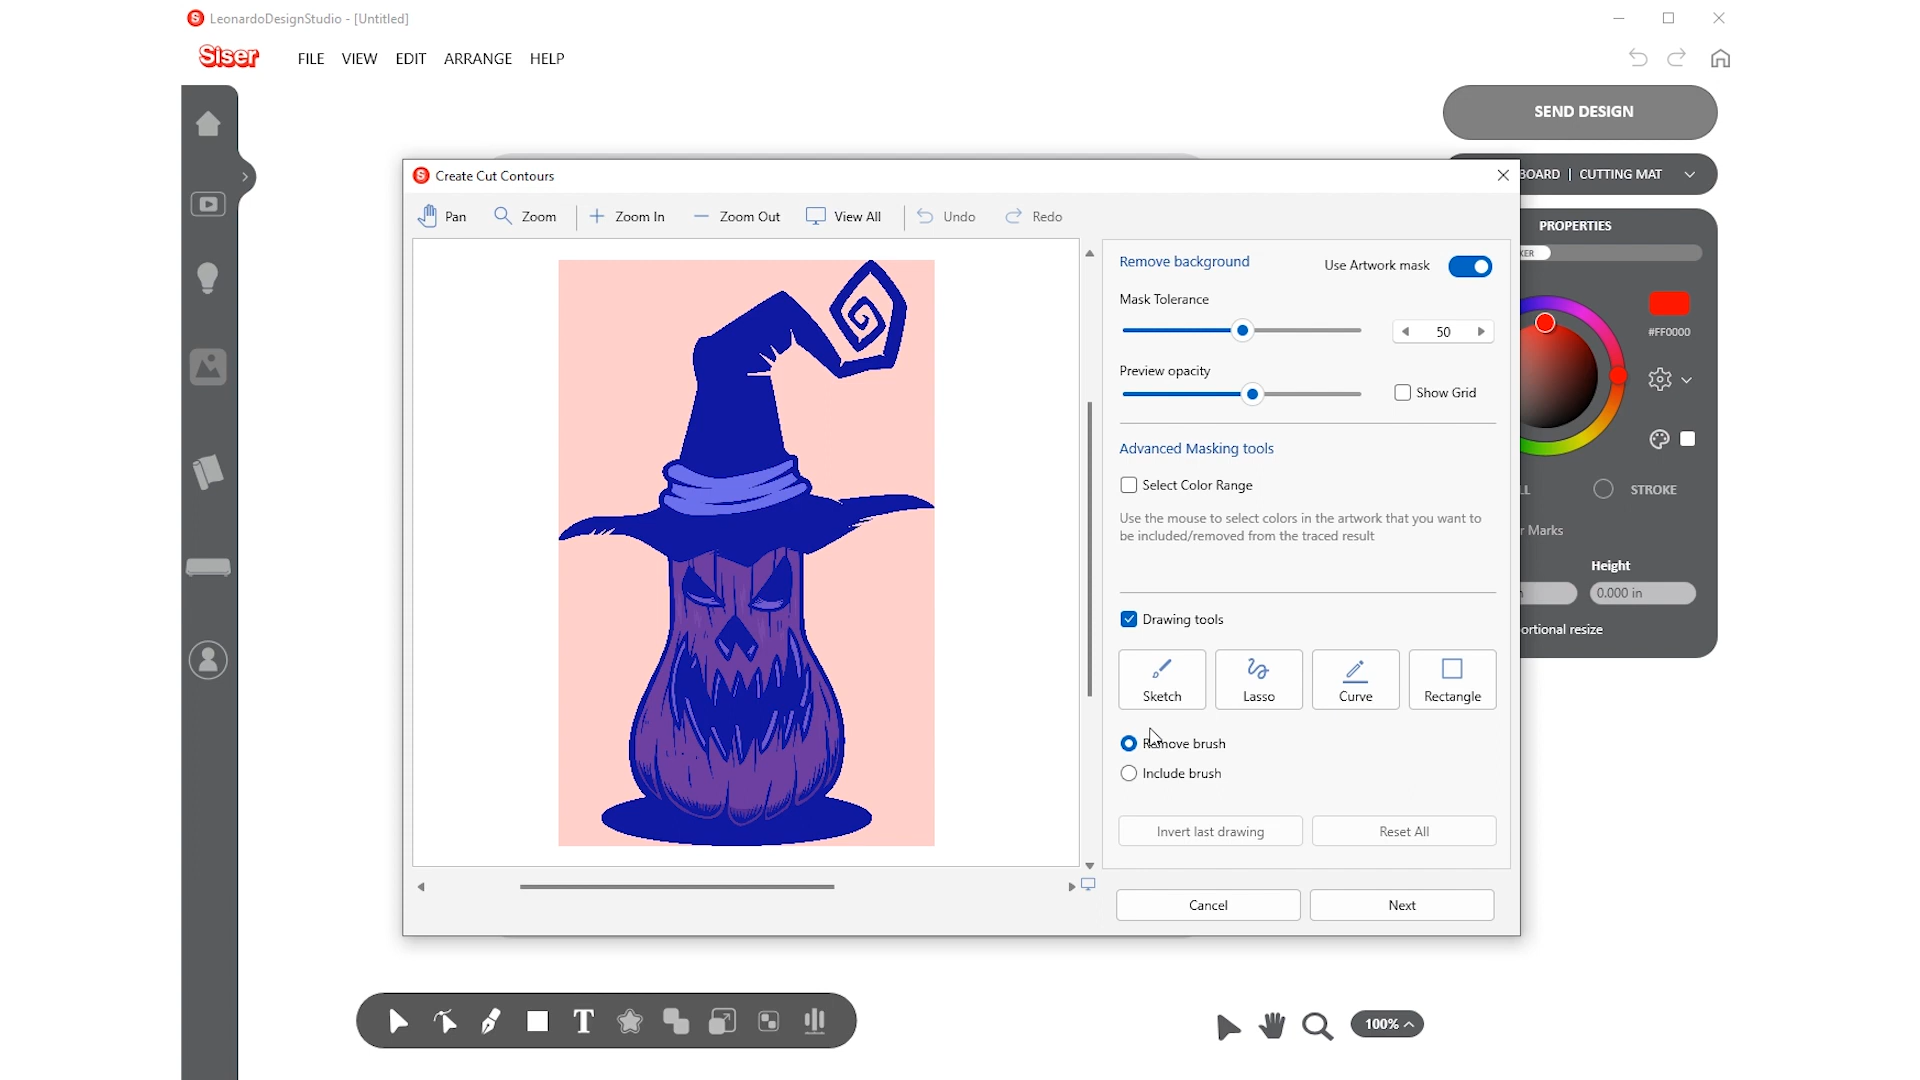 LeonardoDesignStudio - [Untitled]
Siser
FILE VIEW EDIT ARRANGE HELP
SEND DESIGN
BOARD | CUTTING MAT
Create Cut Contours
Pan Zoom Zoom In Zoom Out View All Undo Redo
PROPERTIES
Remove background
Use Artwork mask
Mask Tolerance
50
#FF0000
Preview opacity
Show Grid
Advanced Masking tools
Select Color Range
STROKE
Use the mouse to select colors in the artwork that you want to
be included/removed from the traced result
Marks
Height
0.000 in
Drawing tools
ortional resize
Sketch Lasso Curve Rectangle
Remove brush
Include brush
Invert last drawing Reset All
Cancel Next
100%